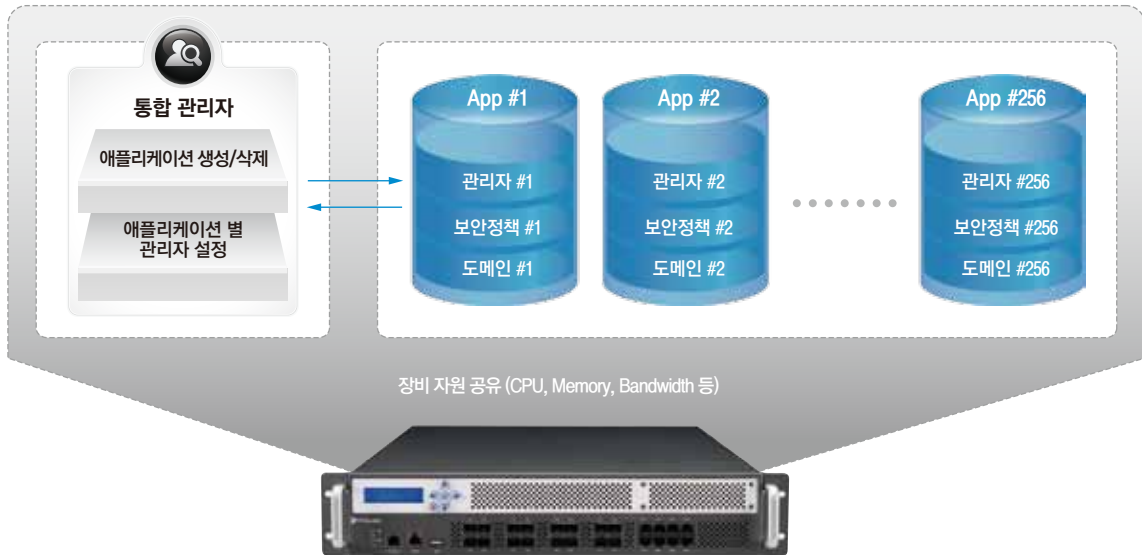 통합 관리자
애플리케이션 생성/삭제
애플리케이션 별
관리자 설정
App #1
관리자 #1
보안정책 #1
도메인 #1
App #2
관리자 #2
보안정책 #2
도메인 #2
App #256
관리자 #256
보안정책 #256
도메인 #256
장비 자원 공유 (CPU, Memory, Bandwidth 등)